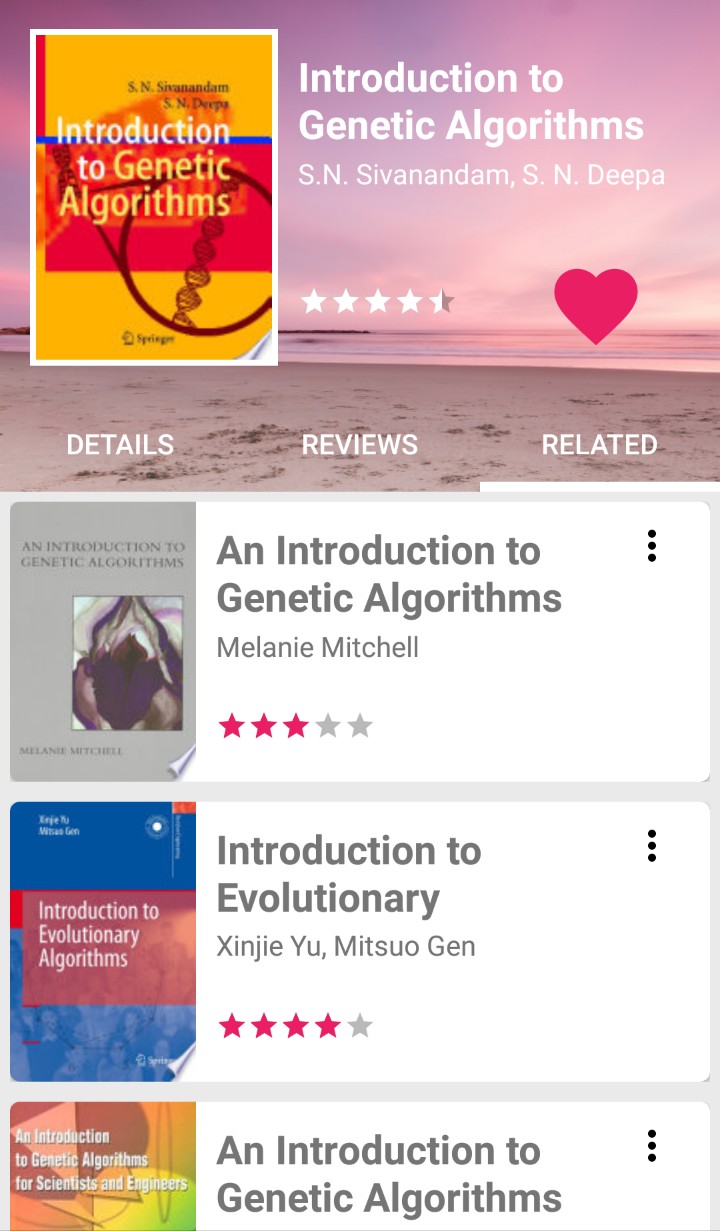 S. N. Sivanandam
S. N. Deepa
Introduction
to Genetic
Algorithms
Springer
Introduction to
Genetic Algorithms
S.N. Sivanandam, S. N. Deepa
DETAILS
REVIEWS
RELATED
AN INTRODUCTION TO
GENETIC ALGORITHMS
MELANIE MITCHELL
An Introduction to
Genetic Algorithms
Melanie Mitchell
Xinjie Yu
Mitsuo Gen
Introduction to
Evolutionary
Algorithms
Springer
Introduction to
Evolutionary
Xinjie Yu, Mitsuo Gen
An Introduction
to Genetic Algorithms
for Scientists and Engineers
An Introduction to
Genetic Algorithms